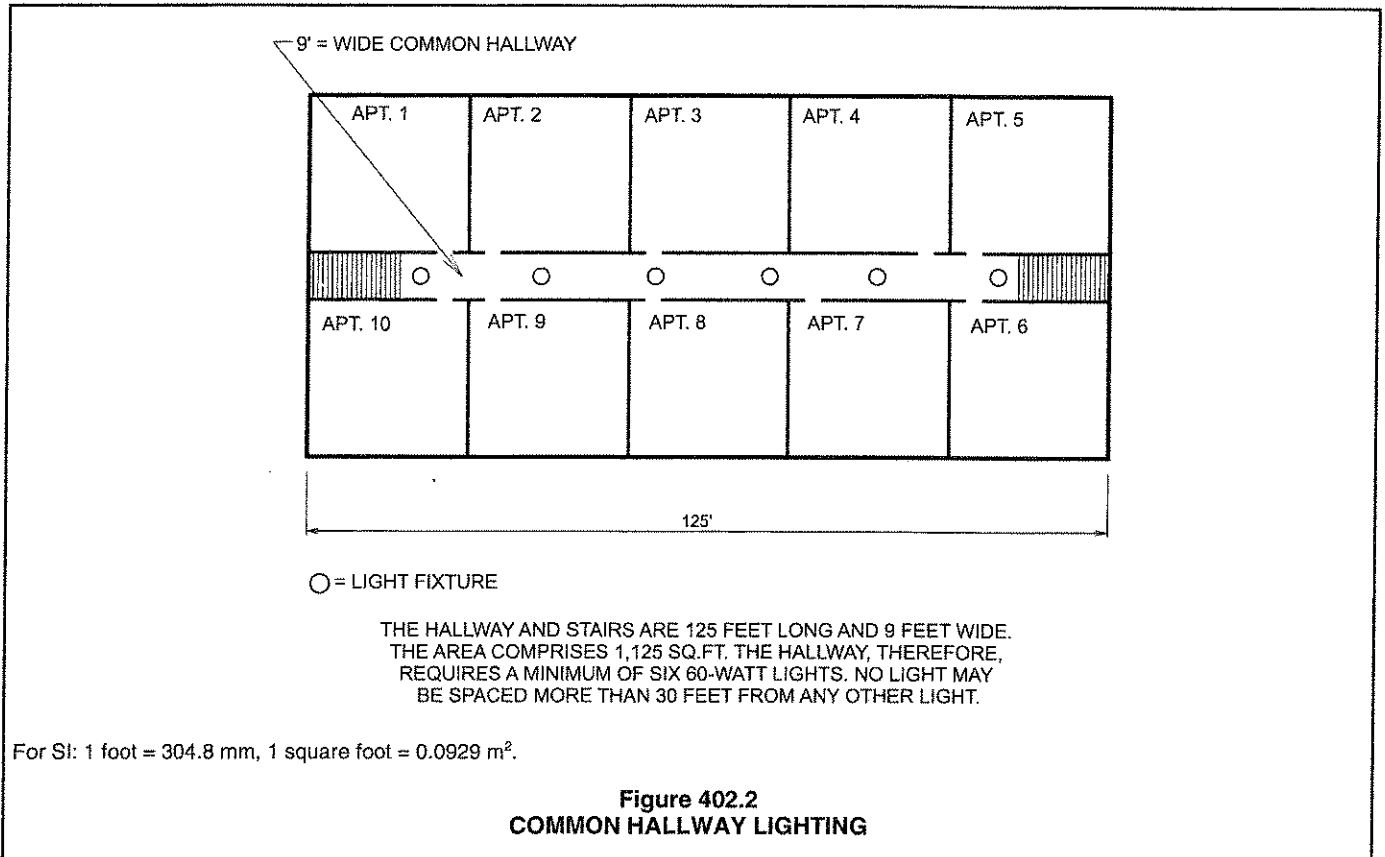 9' = WIDE COMMON HALLWAY
APT. 1
APT. 2
APT. 3
APT. 4
APT. 5
APT. 10
APT. 9
APT. 8
APT. 7
APT. 6
125'
= LIGHT FIXTURE
THE HALLWAY AND STAIRS ARE 125 FEET LONG AND 9 FEET WIDE.
THE AREA COMPRISES 1,125 SQ.FT. THE HALLWAY, THEREFORE,
REQUIRES A MINIMUM OF SIX 60-WATT LIGHTS. NO LIGHT MAY
BE SPACED MORE THAN 30 FEET FROM ANY OTHER LIGHT.
For SI: 1 foot = 304.8 mm, 1 square foot = 0.0929 m².
Figure 402.2
COMMON HALLWAY LIGHTING